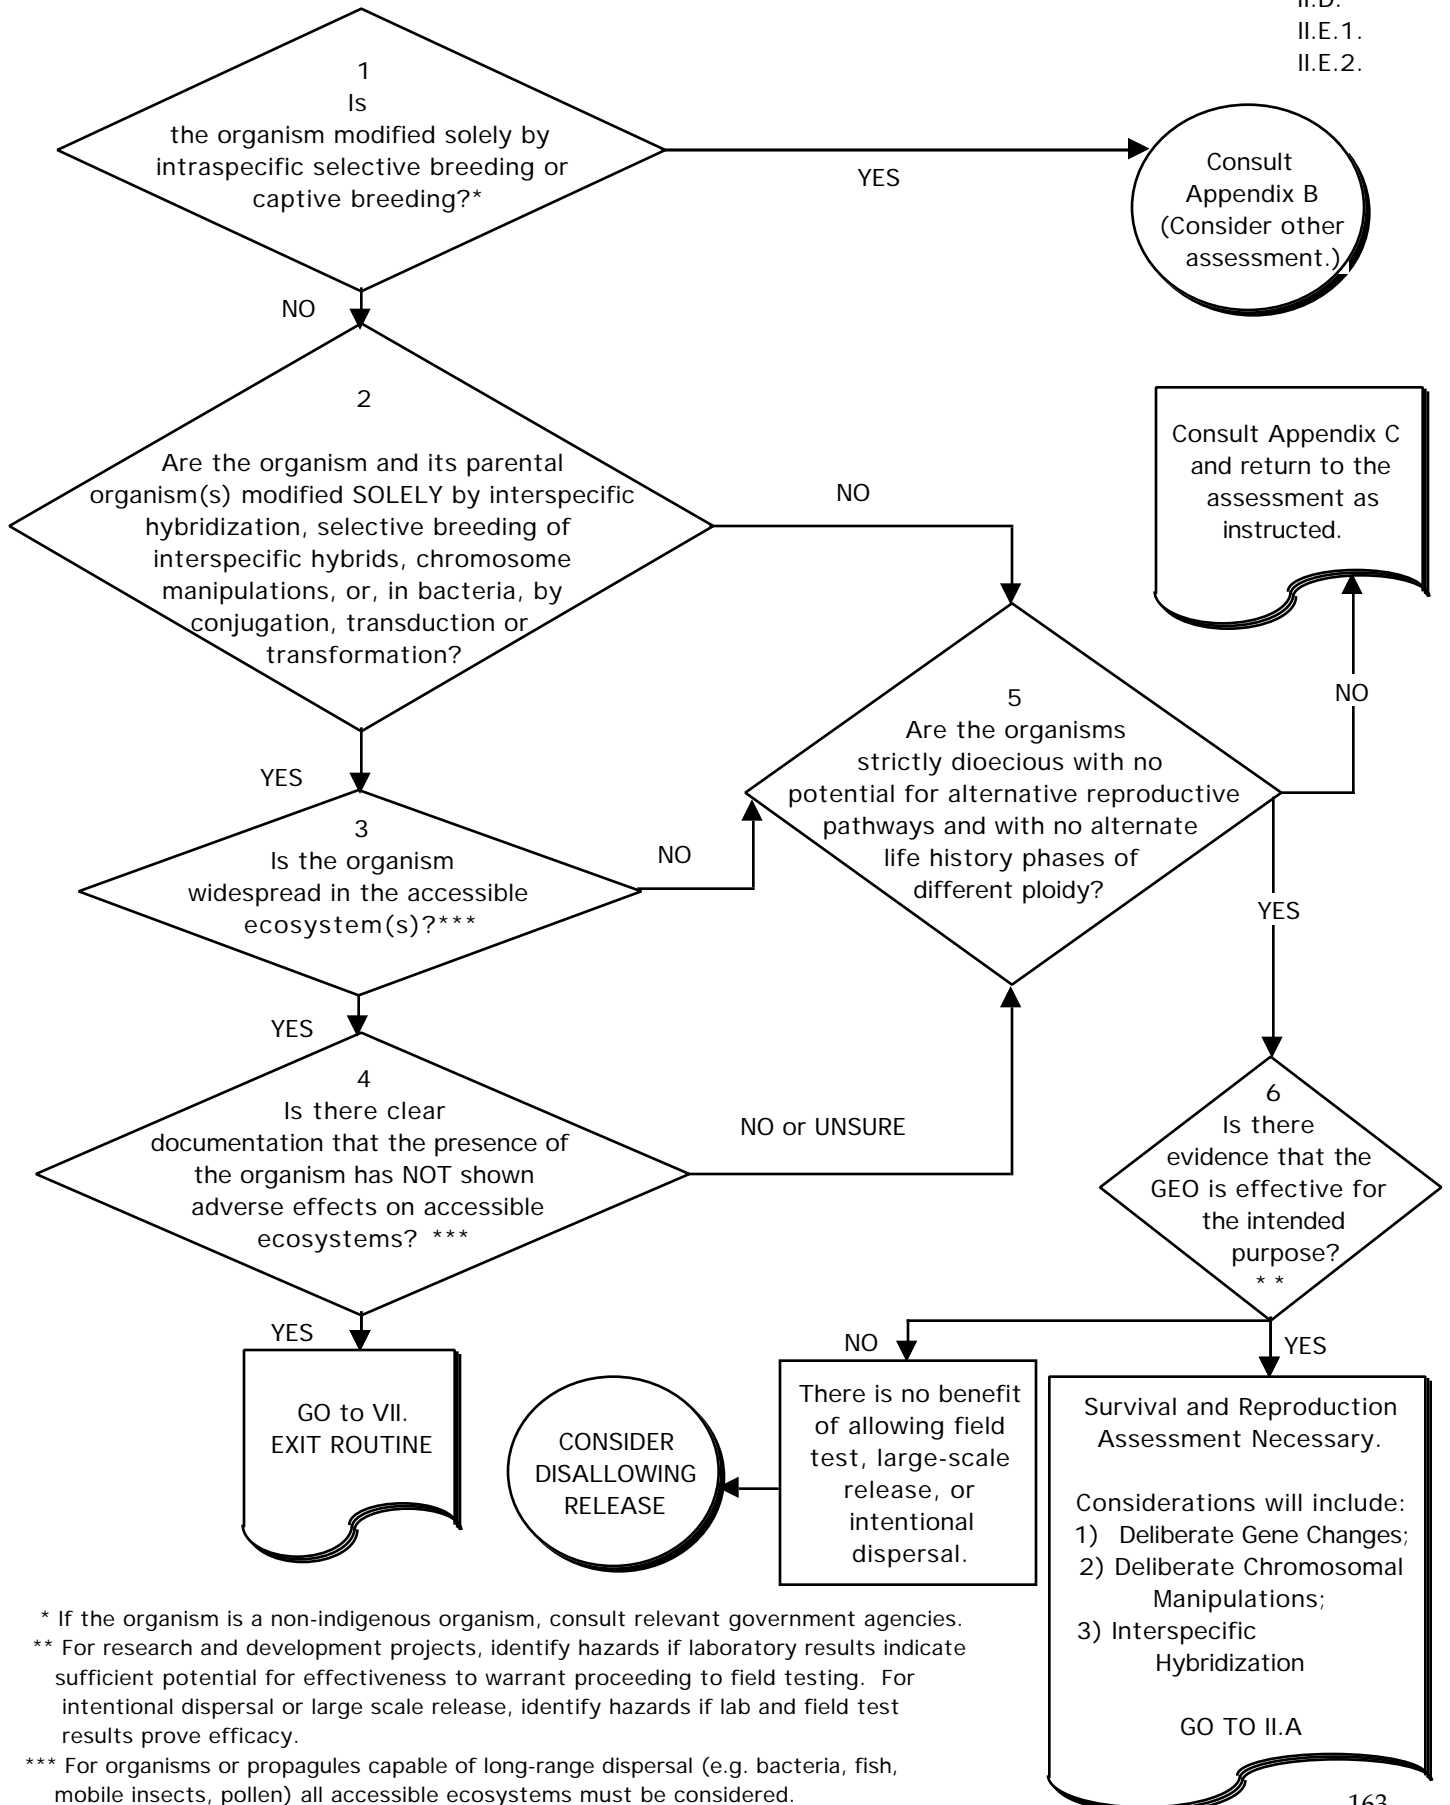 II.D.
II.E.1.
II.E.2.
1
Is
the organism modified solely by
intraspecific selective breeding or
captive breeding?*
YES
Consult
Appendix B
(Consider other
assessment.)
NO
2
Are the organism and its parental
organism(s) modified SOLELY by interspecific
hybridization, selective breeding of
interspecific hybrids, chromosome
manipulations, or, in bacteria, by
conjugation, transduction or
transformation?
NO
Consult Appendix C
and return to the
assessment as
instructed.
NO
5
Are the organisms
strictly dioecious with no
potential for alternative reproductive
pathways and with no alternate
life history phases of
different ploidy?
YES
3
Is the organism
widespread in the accessible
ecosystem(s)?***
NO
YES
YES
4
Is there clear
documentation that the presence of
the organism has NOT shown
adverse effects on accessible
ecosystems? ***
NO or UNSURE
6
Is there
evidence that the
GEO is effective for
the intended
purpose?
* *
YES
GO to VII.
EXIT ROUTINE
CONSIDER
DISALLOWING
RELEASE
NO
There is no benefit
of allowing field
test, large-scale
release, or
intentional
dispersal.
YES
Survival and Reproduction
Assessment Necessary.
Considerations will include:
1) Deliberate Gene Changes;
2) Deliberate Chromosomal
Manipulations;
3) Interspecific
Hybridization
GO TO II.A
* If the organism is a non-indigenous organism, consult relevant government agencies.
** For research and development projects, identify hazards if laboratory results indicate
sufficient potential for effectiveness to warrant proceeding to field testing. For
intentional dispersal or large scale release, identify hazards if lab and field test
results prove efficacy.
*** For organisms or propagules capable of long-range dispersal (e.g. bacteria, fish,
mobile insects, pollen) all accessible ecosystems must be considered.
163